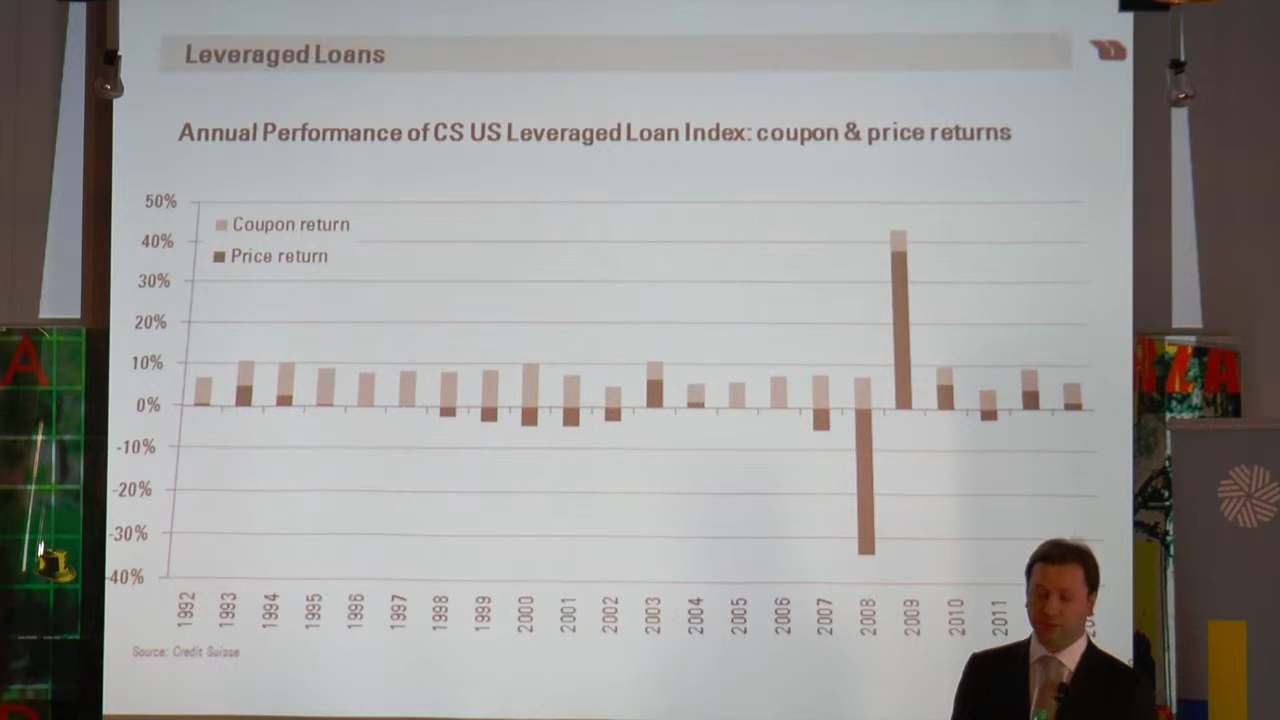 Leveraged Loans
Annual Performance of CS US Leveraged Loan Index: coupon & price returns
50%
Coupon return
40%
Price return
30%
20%
10%
0%
-10%
-20%
-30%
-40%
1992 1993 1994 1995 1996 1997 1998 1999 2000 2001 2002 2003 2004 2005 2006 2007 2008 2009 2010 2011
Source: Credit Suisse
A